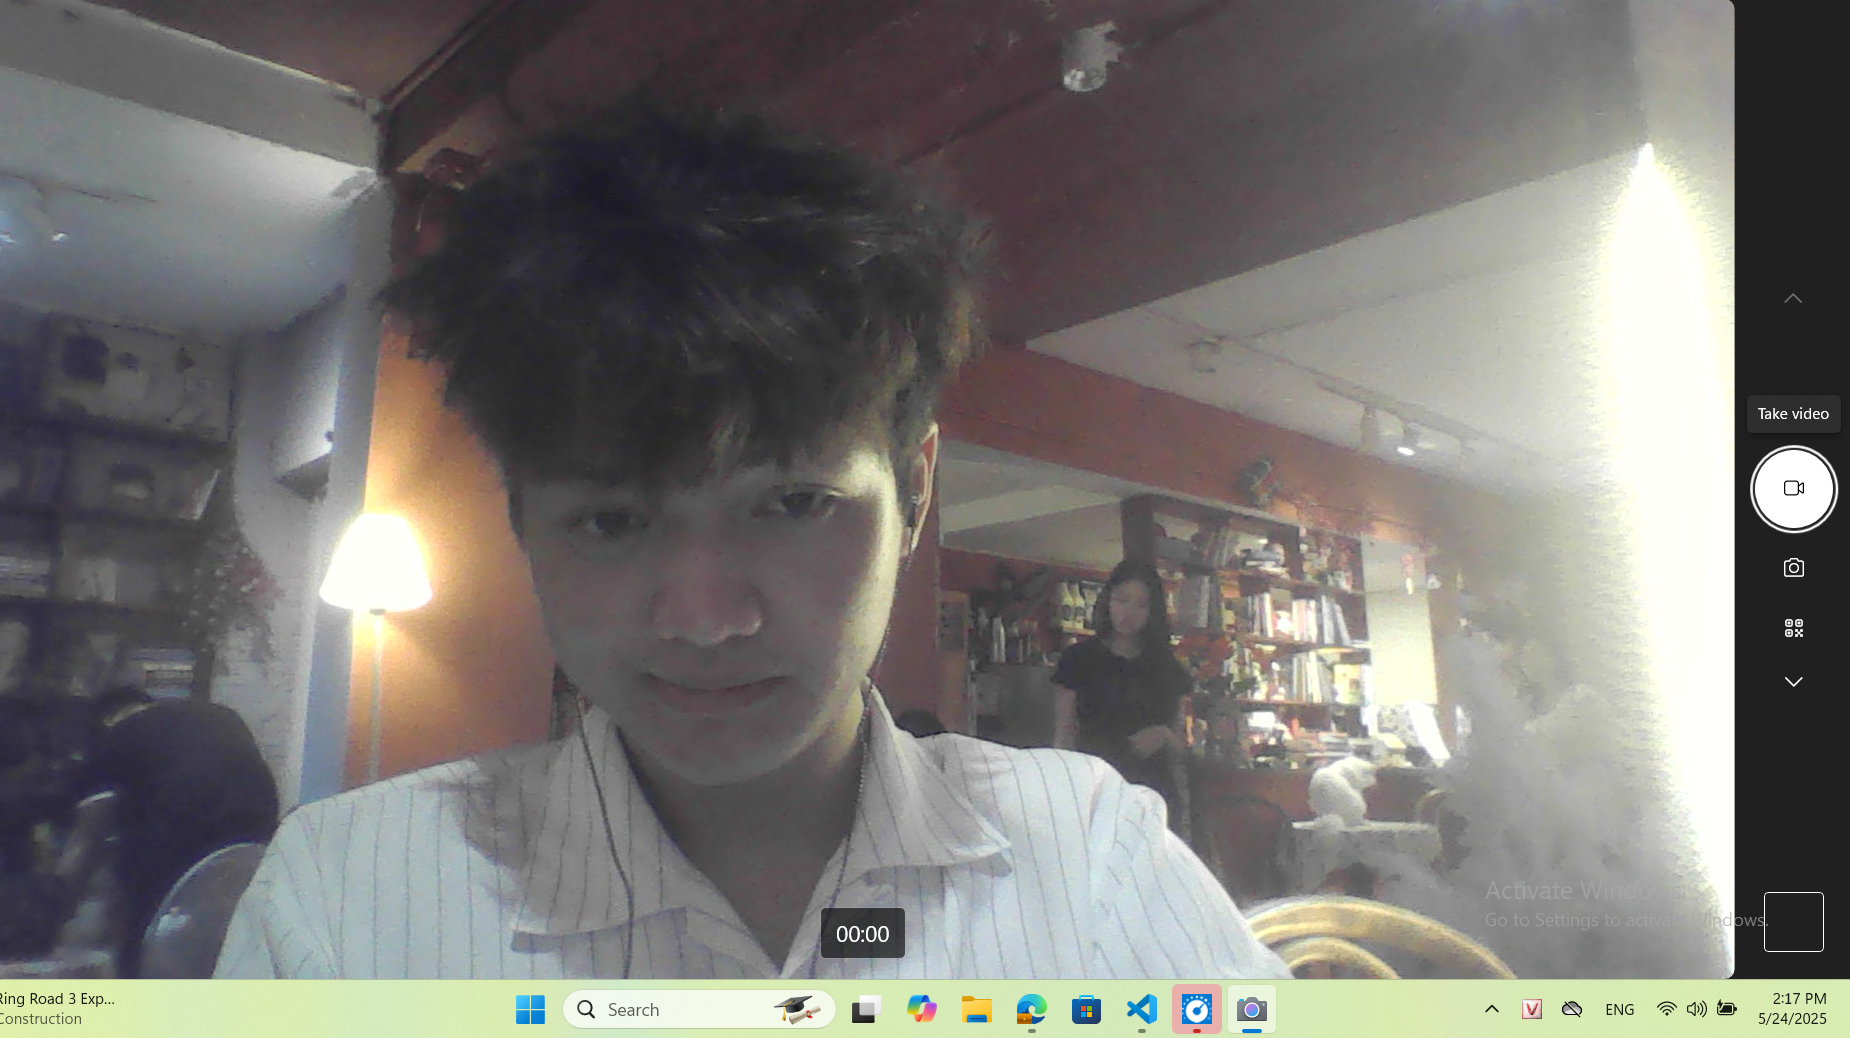 Take video
00:00
Activate Windows
Go to Settings to activate Windows.
Ring Road 3 Exp...
Construction
Search
ENG
2:17 PM
5/24/2025